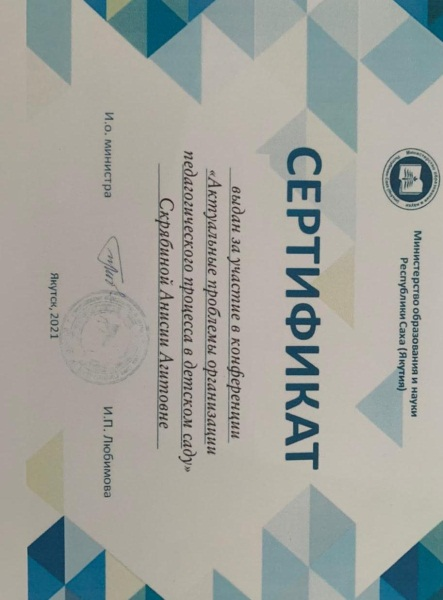 Министерство образования и науки
Республики Саха (Якутия)
СЕРТИФИКАТ
выдан за участие в конференции
«Актуальные проблемы организации
педагогического процесса в детском саду»
Скрябиной Анисии Агитовне
И.о. министра
И.П. Любимова
Якутск, 2021